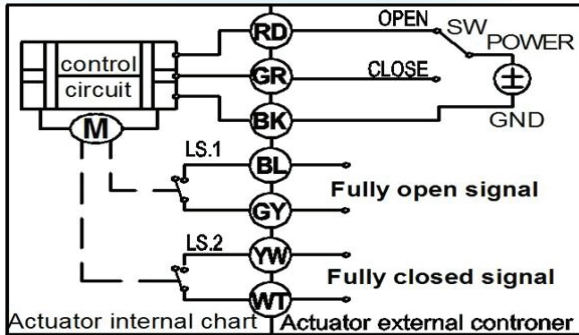 RD
OPEN
SW
POWER
control
circuit
GR
CLOSE
GND
BK
M
LS.1
BL
Fully open signal
GY
LS.2
YW
Fully closed signal
WT
Actuator internal chart
Actuator external controner